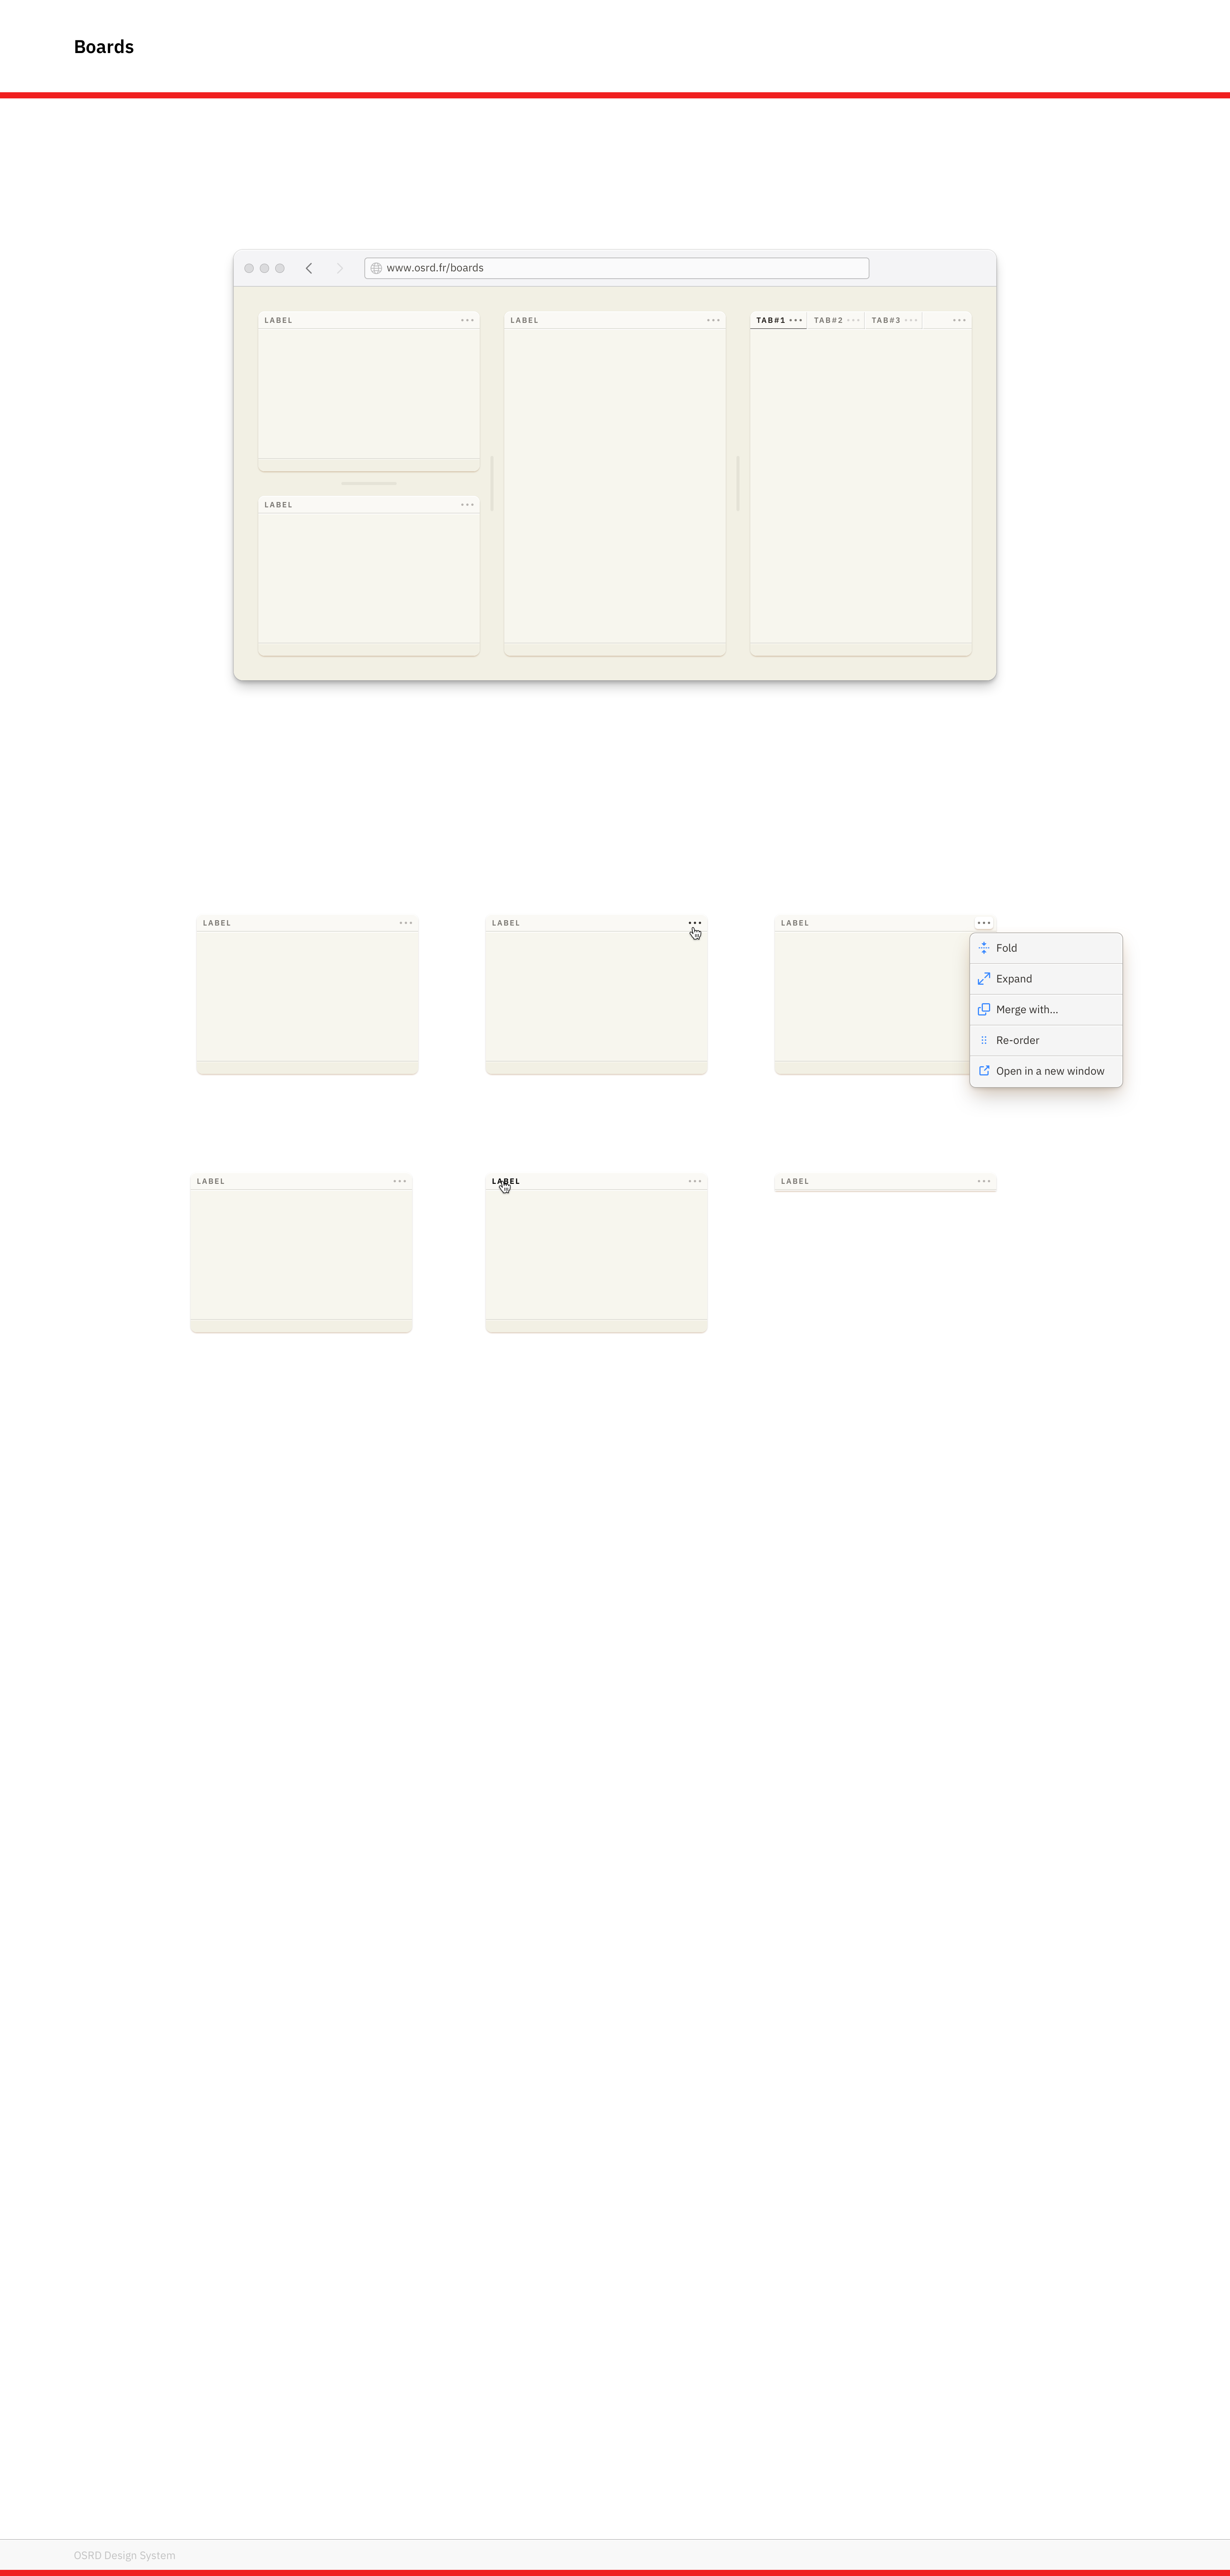 Boards
www.osrd.fr/boards
LABEL
LABEL
TAB#1 TAB#2 TAB#3
LABEL
LABEL
LABEL
LABEL
Fold
Expand
Merge with...
Re-order
Open in a new window
LABEL
LABEL
LABEL
OSRD Design System